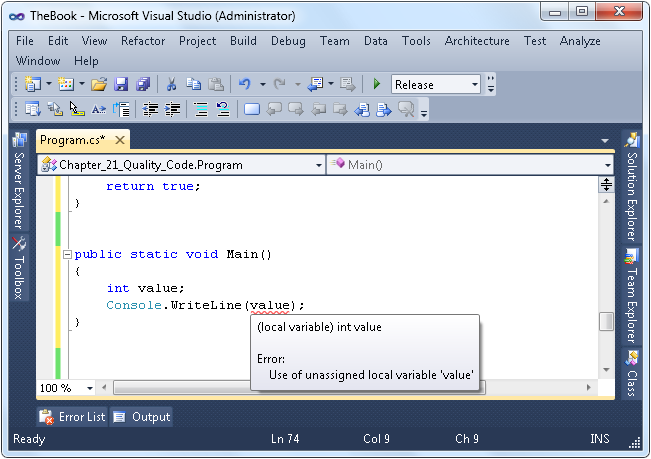 TheBook - Microsoft Visual Studio (Administrator)
File Edit View Refactor Project Build Debug Team Data Tools Architecture Test Analyze
Window Help
Release
Program.cs*
Chapter_21_Quality_Code.Program
Main()
return true;
}
public static void Main()
{
int value;
Console.WriteLine(value);
}
(local variable) int value
Error:
Use of unassigned local variable 'value'
100 %
Server Explorer
Toolbox
Solution Explorer
Team Explorer
Class
Error List
Output
Ready Ln 74 Col 9 Ch 9 INS